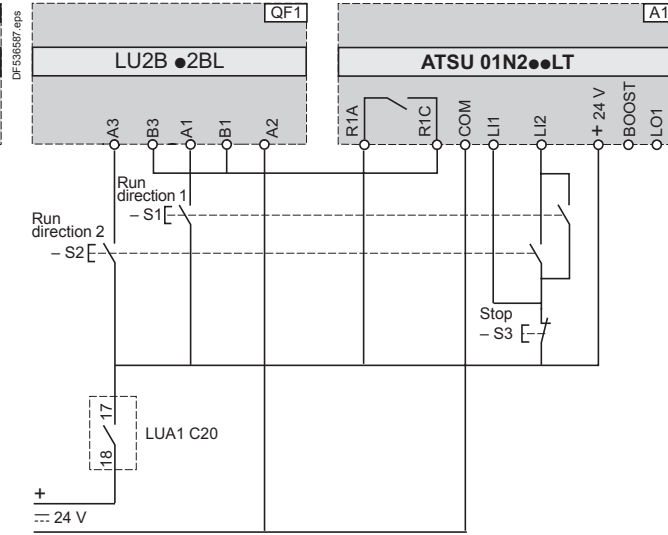 DF536587.eps
QF1
A1
LU2B ●2BL
ATSU 01N2●●LT
A3
B3
A1
B1
A2
R1A
R1C
COM
LI1
LI2
+ 24 V
BOOST
LO1
Run
direction 1
– S1
Run
direction 2
– S2
Stop
– S3
17
18
LUA1 C20
+
24 V